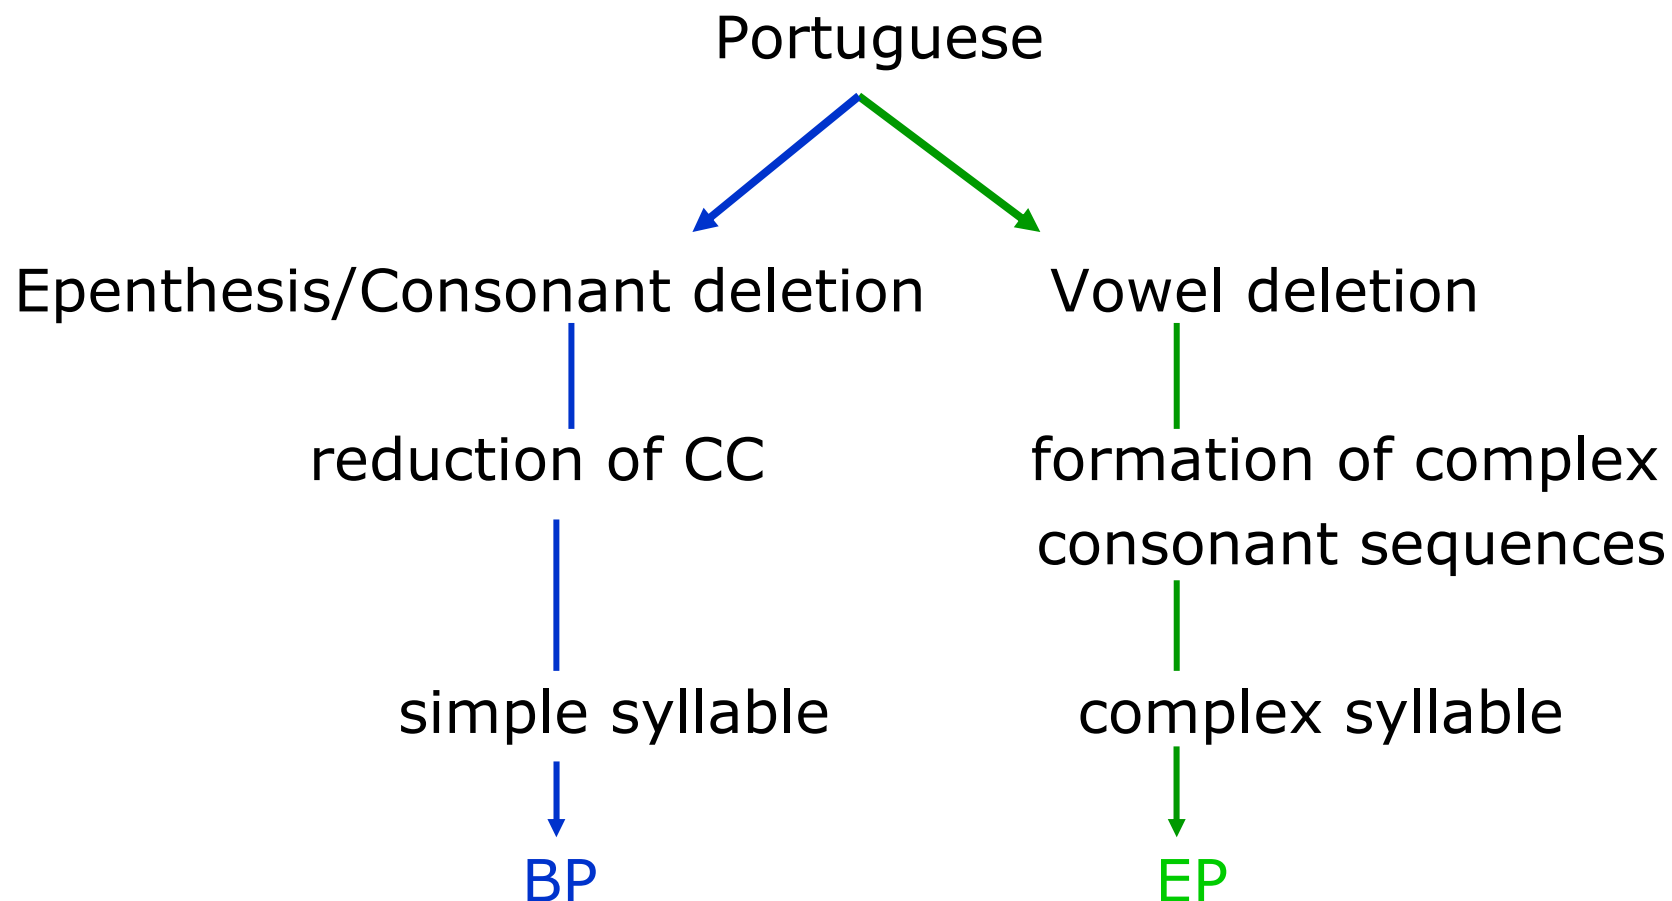 Portuguese
Epenthesis/Consonant deletion
Vowel deletion
reduction of CC
formation of complex
consonant sequences
simple syllable
complex syllable
BP
EP